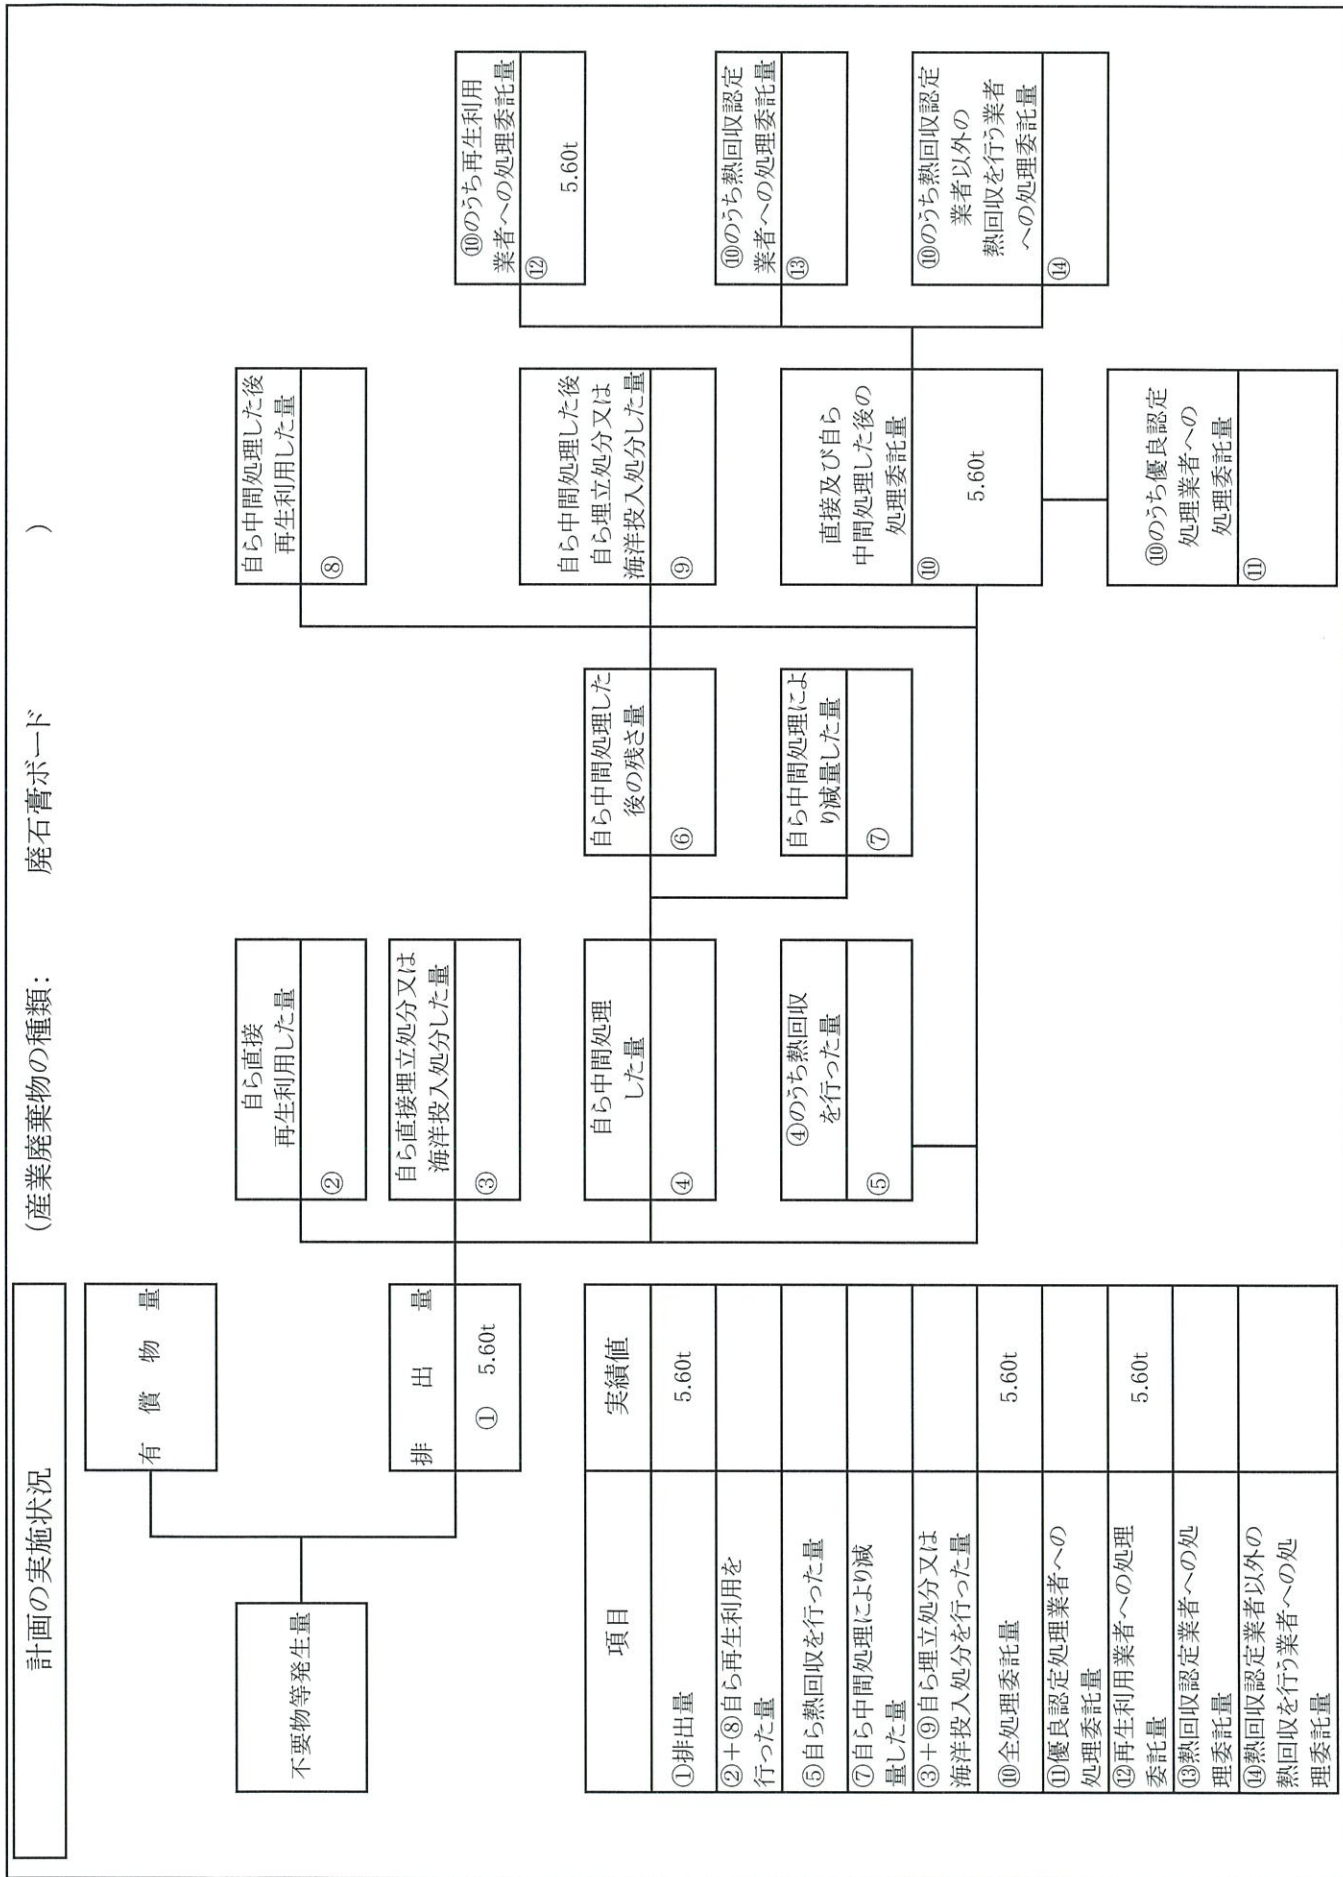 計画の実施状況
(産業廃棄物の種類: 廃石膏ボード )
不要物等発生量
有償物量
排出量
① 5.60t
自ら直接
再生利用した量
②
自ら直接埋立処分又は
海洋投入処分した量
③
自ら中間処理
した量
④
④のうち熱回収
を行った量
⑤
自ら中間処理した
後の残さ量
⑥
自ら中間処理によ
り減量した量
⑦
自ら中間処理した後
再生利用した量
⑧
自ら中間処理した後
自ら埋立処分又は
海洋投入処分した量
⑨
直接及び自ら
中間処理した後の
処理委託量
⑩
5.60t
⑩のうち優良認定
処理業者への
処理委託量
⑪
⑩のうち再生利用
業者への処理委託量
⑫
5.60t
⑩のうち熱回収認定
業者への処理委託量
⑬
⑩のうち熱回収認定
業者以外の
熱回収を行う業者
への処理委託量
⑭
項目 実績値
①排出量 5.60t
②+⑧自ら再生利用を
行った量
⑤自ら熱回収を行った量
⑦自ら中間処理により減
量した量
③+⑨自ら埋立処分又は
海洋投入処分を行った量
⑩全処理委託量 5.60t
⑪優良認定処理業者への
処理委託量
⑫再生利用業者への処理
委託量 5.60t
⑬熱回収認定業者への処
理委託量
⑭熱回収認定業者以外の
熱回収を行う業者への処
理委託量